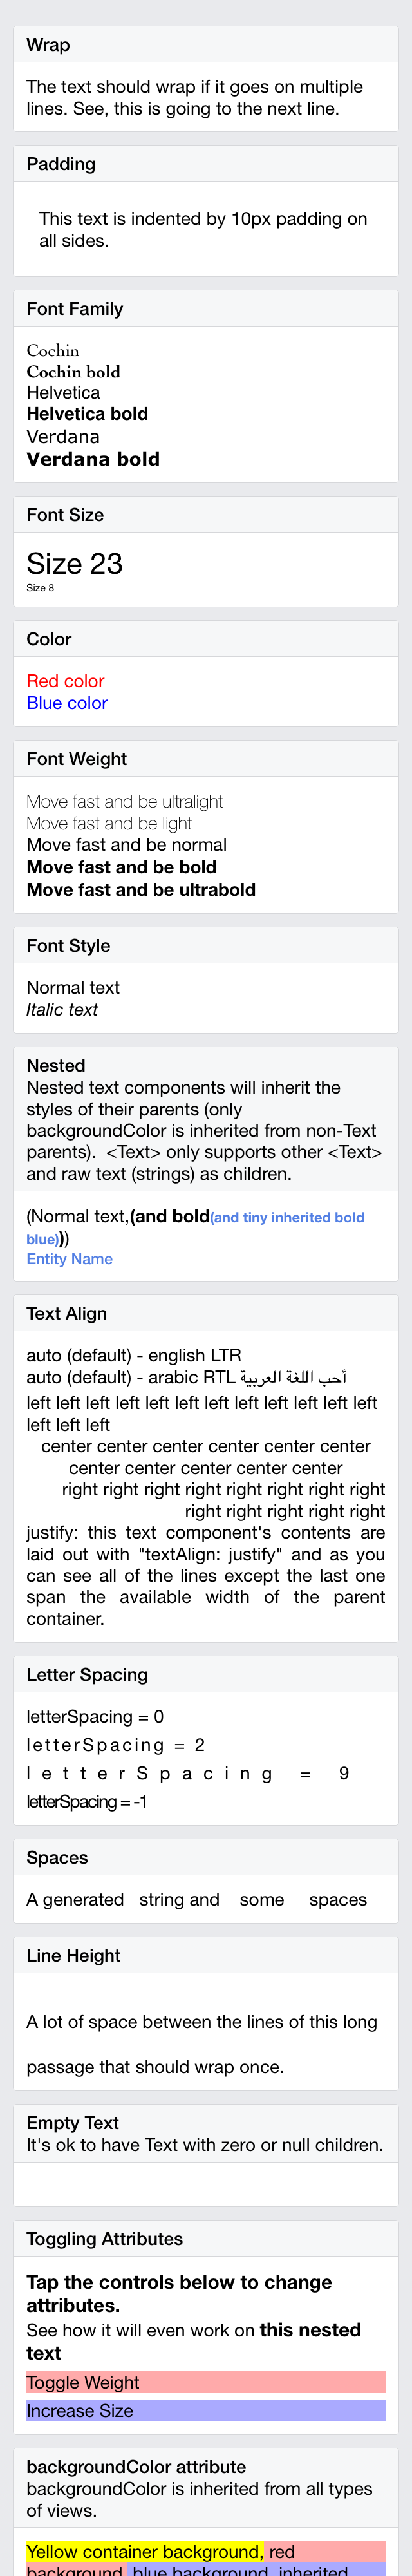 Wrap
The text should wrap if it goes on multiple
lines. See, this is going to the next line.
Padding
This text is indented by 10px padding on
all sides.
Font Family
Cochin
Cochin bold
Helvetica
Helvetica bold
Verdana
Verdana bold
Font Size
Size 23
Size 8
Color
Red color
Blue color
Font Weight
Move fast and be ultralight
Move fast and be light
Move fast and be normal
Move fast and be bold
Move fast and be ultrabold
Font Style
Normal text
Italic text
Nested
Nested text components will inherit the
styles of their parents (only
backgroundColor is inherited from non-Text
parents).  <Text> only supports other <Text>
and raw text (strings) as children.
(Normal text,(and bold(and tiny inherited bold
blue)))
Entity Name
Text Align
auto (default) - english LTR
auto (default) - arabic RTL أحب اللغة العربية
left left left left left left left left left left left left
left left left
center center center center center center
center center center center center
right right right right right right right right
right right right right right
justify: this text component's contents are
laid out with "textAlign: justify" and as you
can see all of the lines except the last one
span the available width of the parent
container.
Letter Spacing
letterSpacing = 0
letterSpacing = 2
letterSpacing = 9
letterSpacing = -1
Spaces
A generated   string and    some     spaces
Line Height
A lot of space between the lines of this long
passage that should wrap once.
Empty Text
It's ok to have Text with zero or null children.
Toggling Attributes
Tap the controls below to change
attributes.
See how it will even work on this nested
text
Toggle Weight
Increase Size
backgroundColor attribute
backgroundColor is inherited from all types
of views.
Yellow container background, red
background, blue background, inherited